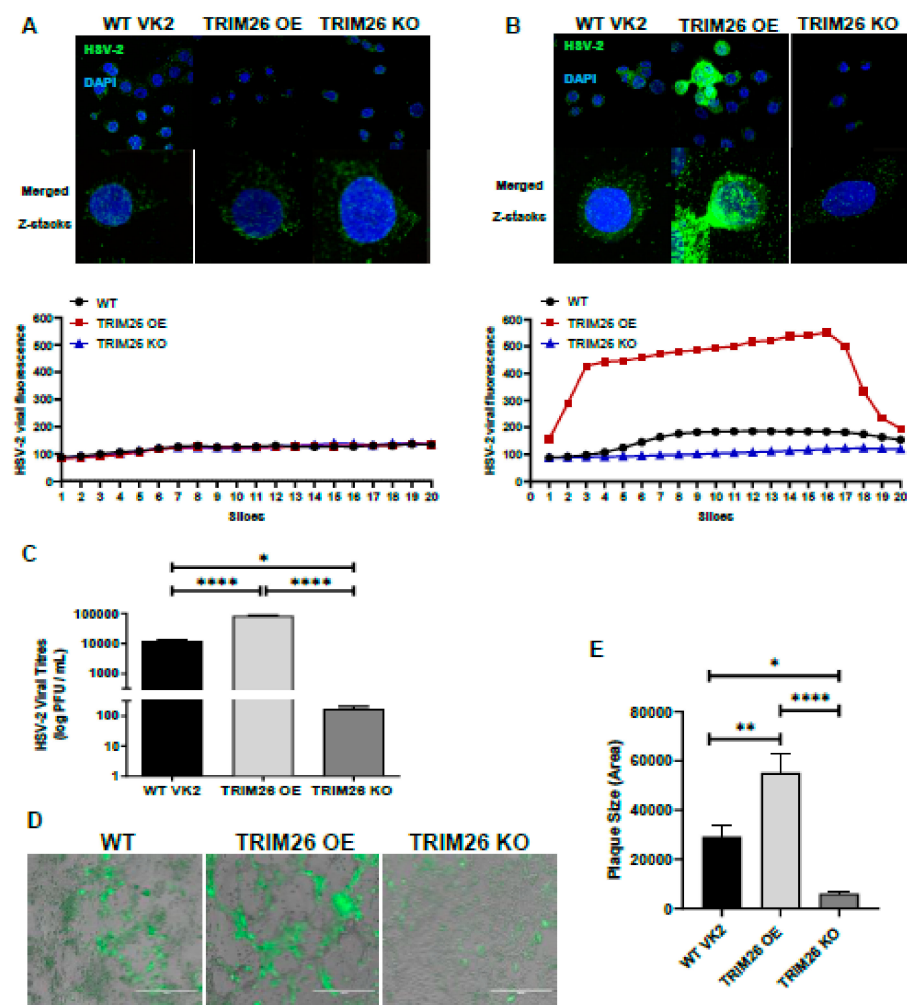 A
WT VK2 TRIM26 OE TRIM26 KO
HSV-2
DAPI
Merged
Z-stacks
WT
TRIM26 OE
TRIM26 KO
HSV-2 viral fluorescence
600
500
400
300
200
100
0
1 2 3 4 5 6 7 8 9 10 11 12 13 14 15 16 17 18 19 20
Slices
B
WT VK2 TRIM26 OE TRIM26 KO
HSV-2
DAPI
Merged
Z-stacks
WT
TRIM26 OE
TRIM26 KO
HSV-2 viral fluorescence
600
500
400
300
200
100
0
0 1 2 3 4 5 6 7 8 9 10 11 12 13 14 15 16 17 18 19 20
Slices
C
*
**** ****
HSV-2 Viral Titres
(log PFU / mL)
100000
10000
1000
100
10
1
WT VK2 TRIM26 OE TRIM26 KO
D
WT TRIM26 OE TRIM26 KO
E
*
****
**
Plaque Size (Area)
80000
60000
40000
20000
0
WT VK2
TRIM26 OE
TRIM26 KO